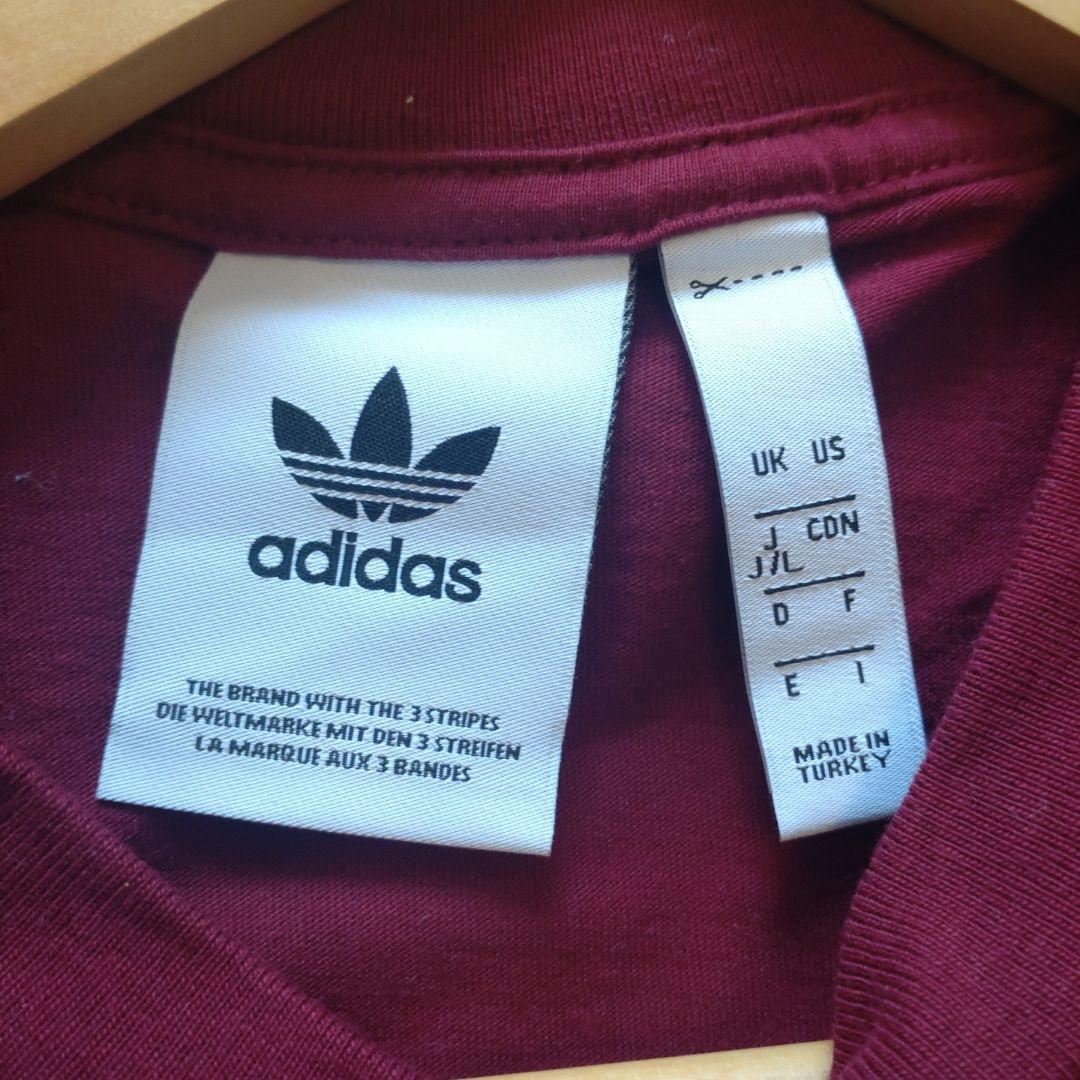 adidas
THE BRAND WITH THE 3 STRIPES
DIE WELTMARKE MIT DEN 3 STREIFEN
LA MARQUE AUX 3 BANDES
UK US
J CDN
J/L
D F
E I
MADE IN
TURKEY